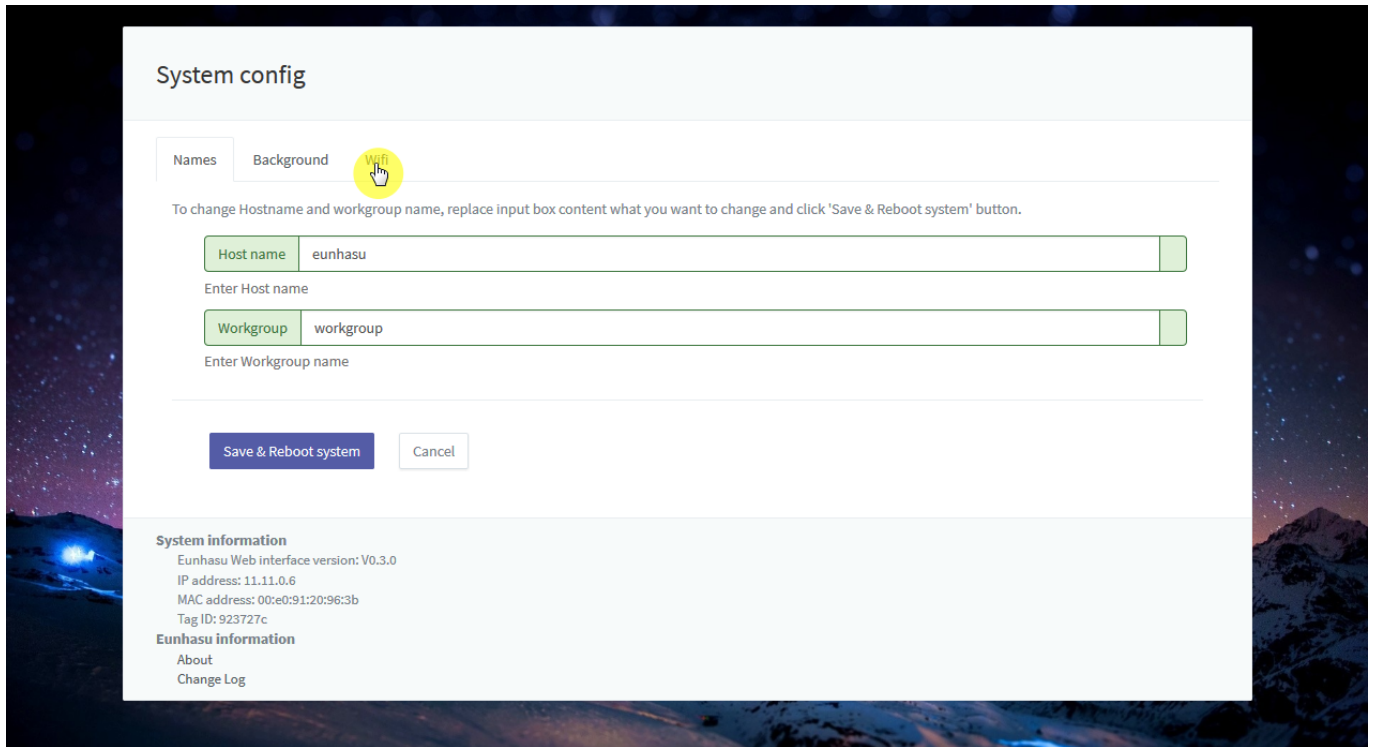 System config
Names Background Wifi
To change Hostname and workgroup name, replace input box content what you want to change and click 'Save & Reboot system' button.
Host name eunhasu
Enter Host name
Workgroup workgroup
Enter Workgroup name
Save & Reboot system Cancel
System information
Eunhasu Web interface version: V0.3.0
IP address: 11.11.0.6
MAC address: 00:e0:91:20:96:3b
Tag ID: 923727c
Eunhasu information
About
Change Log